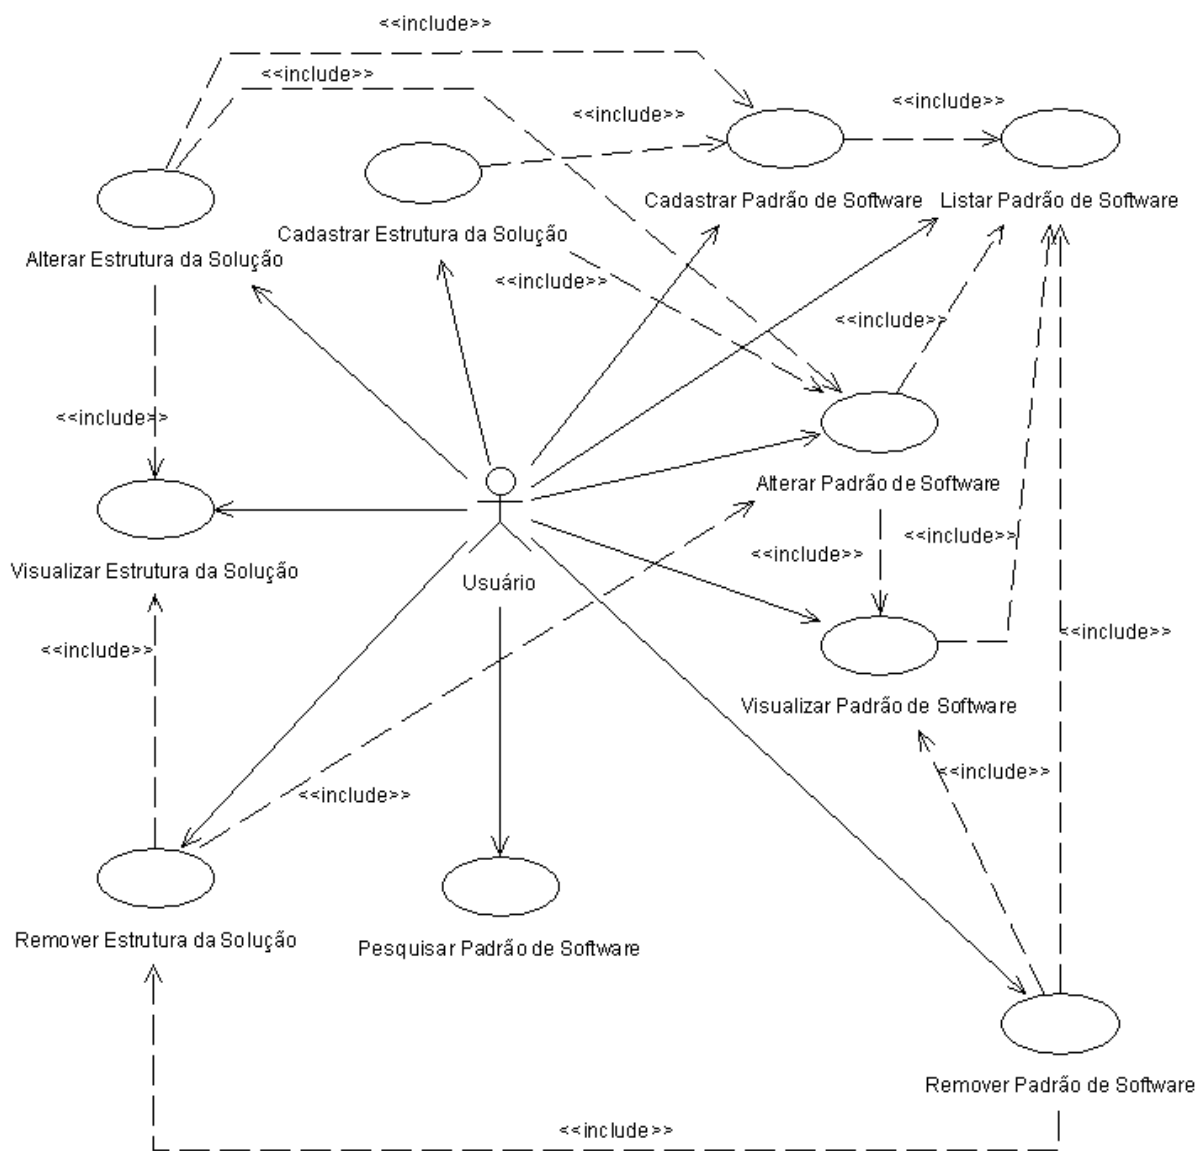 <<include>>
<<include>>
<<include>>
<<include>>
Cadastrar Padrão de Software
Listar Padrão de Software
Cadastrar Estrutura da Solução
Alterar Estrutura da Solução
<<include>>
<<include>>
<<include>>
Alterar Padrão de Software
<<include>>
<<include>>
Visualizar Estrutura da Solução
Usuário
<<include>>
<<include>>
Visualizar Padrão de Software
<<include>>
<<include>>
Remover Estrutura da Solução
Pesquisar Padrão de Software
Remover Padrão de Software
<<include>>